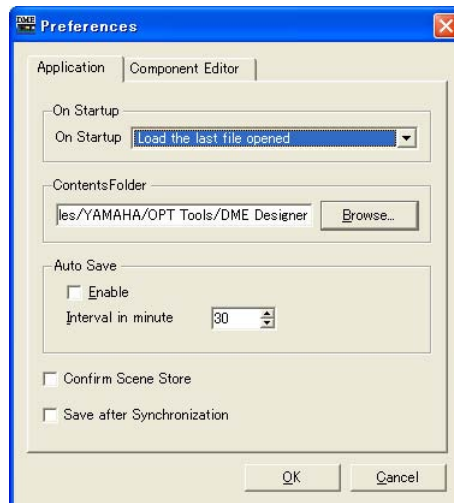 DME
Preferences
Application
Component Editor
On Startup
On Startup
Load the last file opened
ContentsFolder
les/YAMAHA/OPT Tools/DME Designer
Browse...
Auto Save
Enable
Interval in minute
30
Confirm Scene Store
Save after Synchronization
OK
Cancel